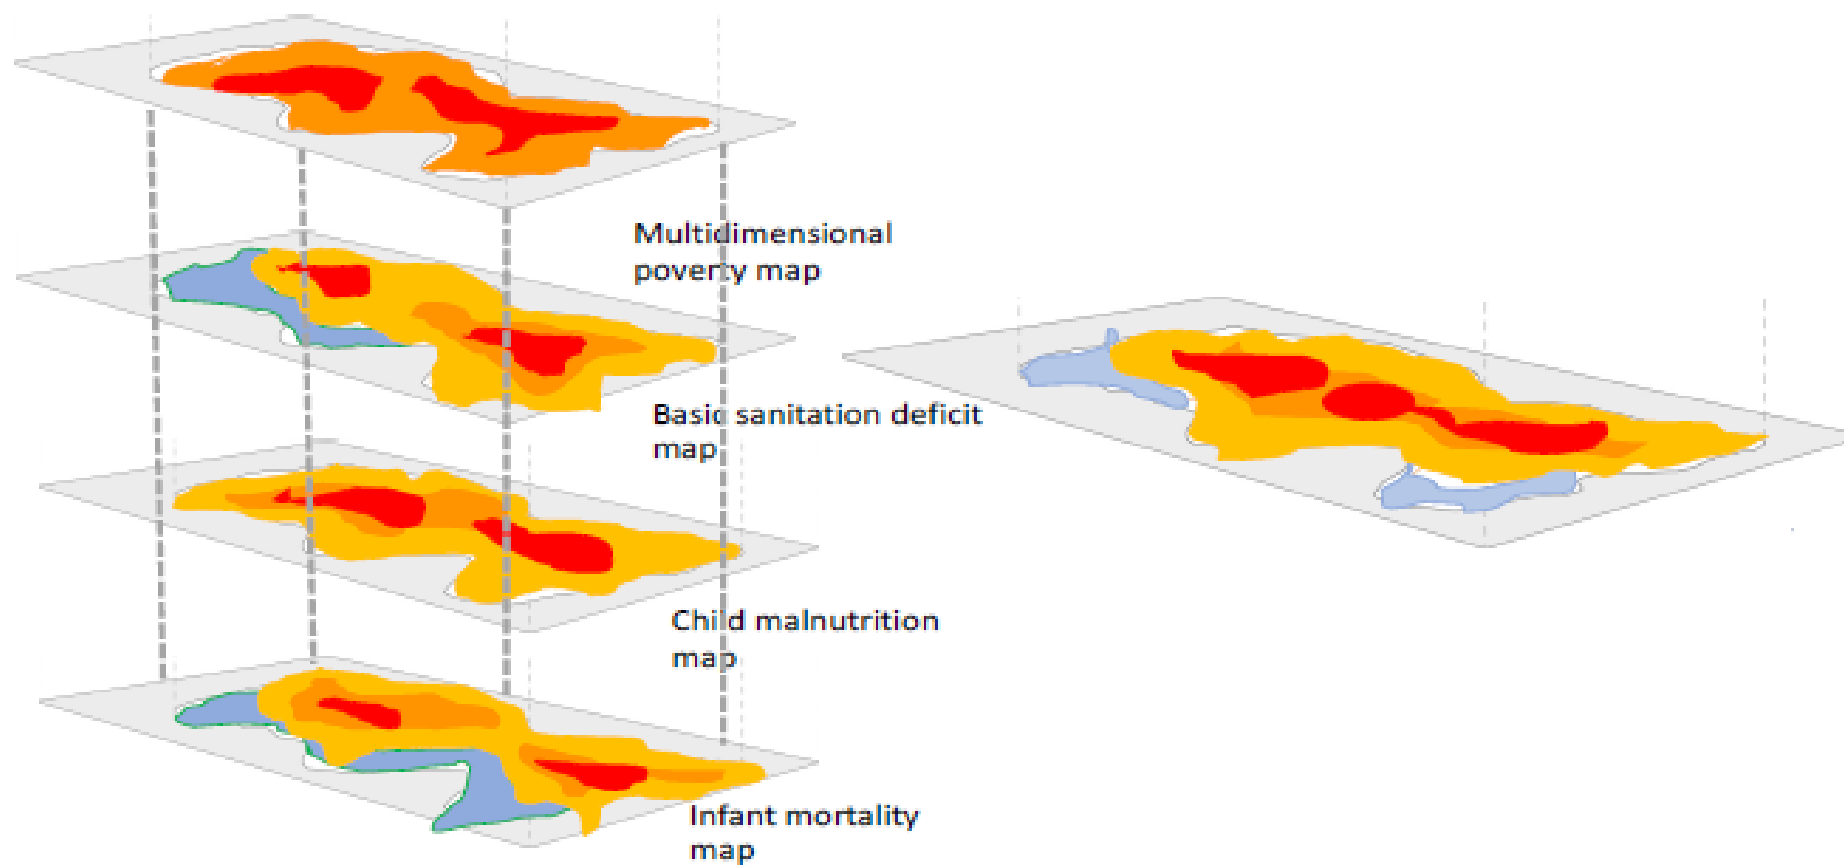 Multidimensional
poverty map
Basic sanitation deficit
map
Child malnutrition
map
Infant mortality
map